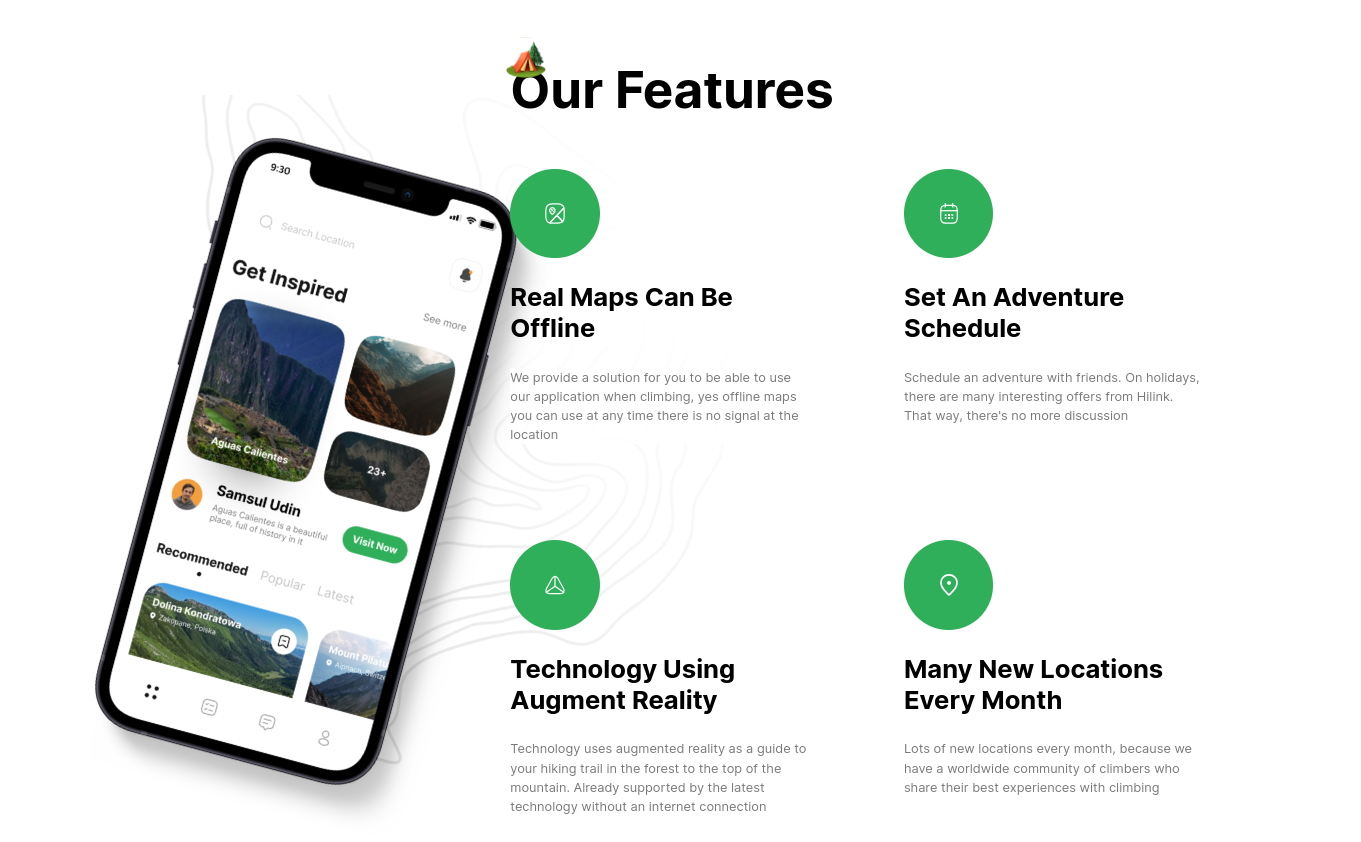 Our Features
9:30
Search Location
Get Inspired
See more
Aguas Calientes
23+
Samsul Udin
Aguas Calientes is a beautiful
place, full of history in it
Visit Now
Recommended
Popular
Latest
Dolina Kondratowa
Zakopane, Polska
Mount
Alpnach,
Real Maps Can Be
Offline
We provide a solution for you to be able to use
our application when climbing, yes offline maps
you can use at any time there is no signal at the
location
Set An Adventure
Schedule
Schedule an adventure with friends. On holidays,
there are many interesting offers from Hilink.
That way, there's no more discussion
Technology Using
Augment Reality
Technology uses augmented reality as a guide to
your hiking trail in the forest to the top of the
mountain. Already supported by the latest
technology without an internet connection
Many New Locations
Every Month
Lots of new locations every month, because we
have a worldwide community of climbers who
share their best experiences with climbing